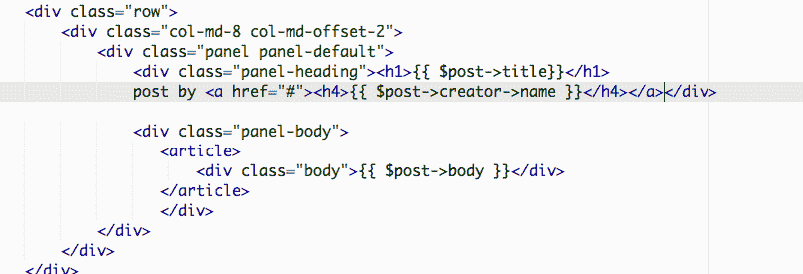 <div class="row">
<div class="col-md-8 col-md-offset-2">
<div class="panel panel-default">
<div class="panel-heading"><h1>{{ $post->title}}</h1>
post by <a href="#"><h4>{{ $post->creator->name }}</h4></a></div>
<div class="panel-body">
<article>
<div class="body">{{ $post->body }}</div>
</article>
</div>
</div>
</div>
</div>